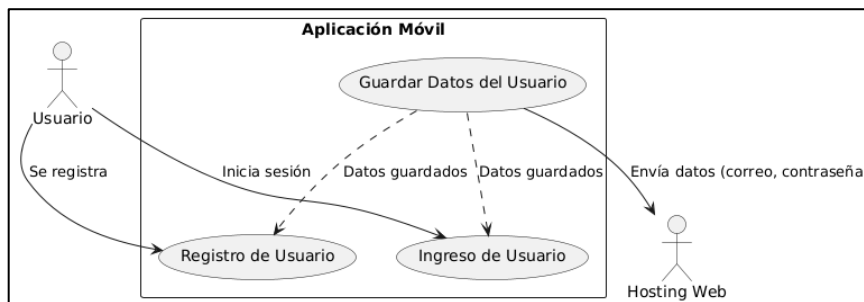 Aplicación Móvil
Guardar Datos del Usuario
Usuario
Se registra
Inicia sesión
Datos guardados
Datos guardados
Envía datos (correo, contraseña
Registro de Usuario
Ingreso de Usuario
Hosting Web